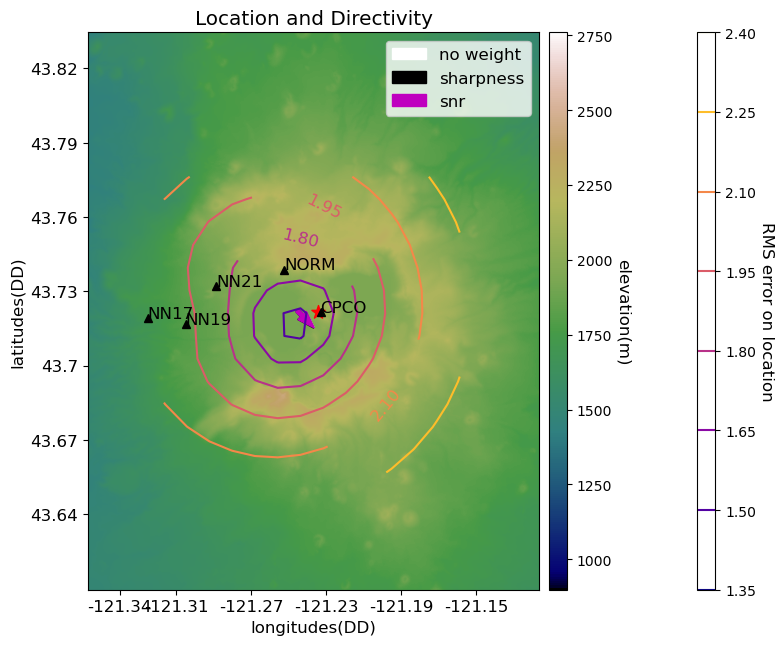 Location and Directivity
no weight
sharpness
snr
43.82
43.79
43.76
43.73
43.7
43.67
43.64
latitudes(DD)
1.95
1.80
2.10
NORM
NN21
NN17
NN19
CPCO
-121.34
-121.31
-121.27
-121.23
-121.19
-121.15
longitudes(DD)
2750
2500
2250
2000
1750
1500
1250
1000
elevation(m)
2.40
2.25
2.10
1.95
1.80
1.65
1.50
1.35
RMS error on location